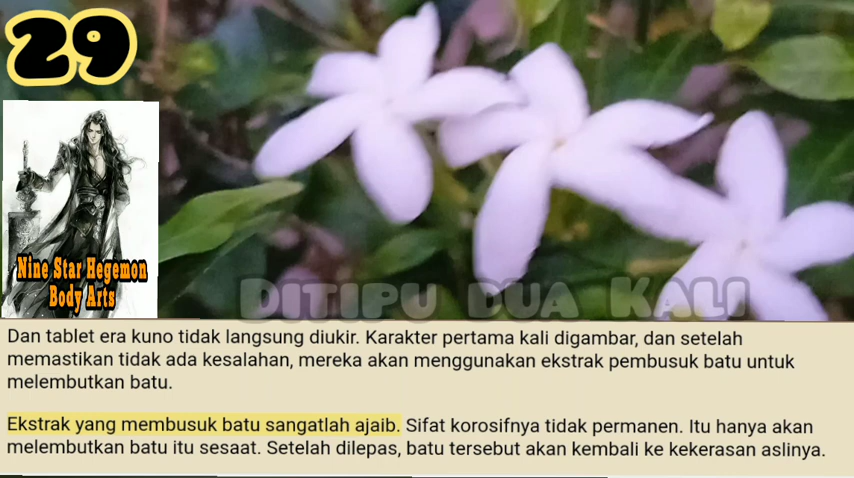 29
Nine Star Hegemon
Body Arts
Ditipu dua Kali
Dan tablet era kuno tidak langsung diukir. Karakter pertama kali digambar, dan setelah
memastikan tidak ada kesalahan, mereka akan menggunakan ekstrak pembusuk batu untuk
melembutkan batu.
Ekstrak yang membusuk batu sangatlah ajaib. Sifat korosifnya tidak permanen. Itu hanya akan
melembutkan batu itu sesaat. Setelah dilepas, batu tersebut akan kembali ke kekerasan aslinya.